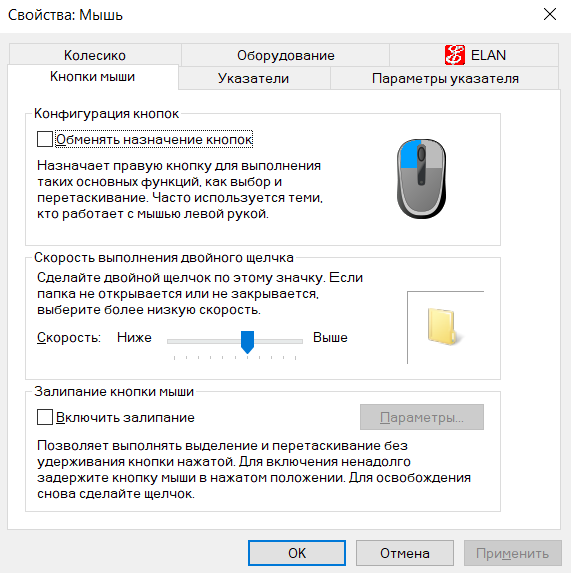 Свойства: Мышь
Колесико
Оборудование
ELAN
Кнопки мыши
Указатели
Параметры указателя
Конфигурация кнопок
Обменять назначение кнопок
Назначает правую кнопку для выполнения
таких основных функций, как выбор и
перетаскивание. Часто используется теми,
кто работает с мышью левой рукой.
Скорость выполнения двойного щелчка
Сделайте двойной щелчок по этому значку. Если
папка не открывается или не закрывается,
выберите более низкую скорость.
Скорость: Ниже Выше
Залипание кнопки мыши
Включить залипание
Параметры...
Позволяет выполнять выделение и перетаскивание без
удерживания кнопки нажатой. Для включения ненадолго
задержите кнопку мыши в нажатом положении. Для освобождения
снова сделайте щелчок.
OK
Отмена
Применить